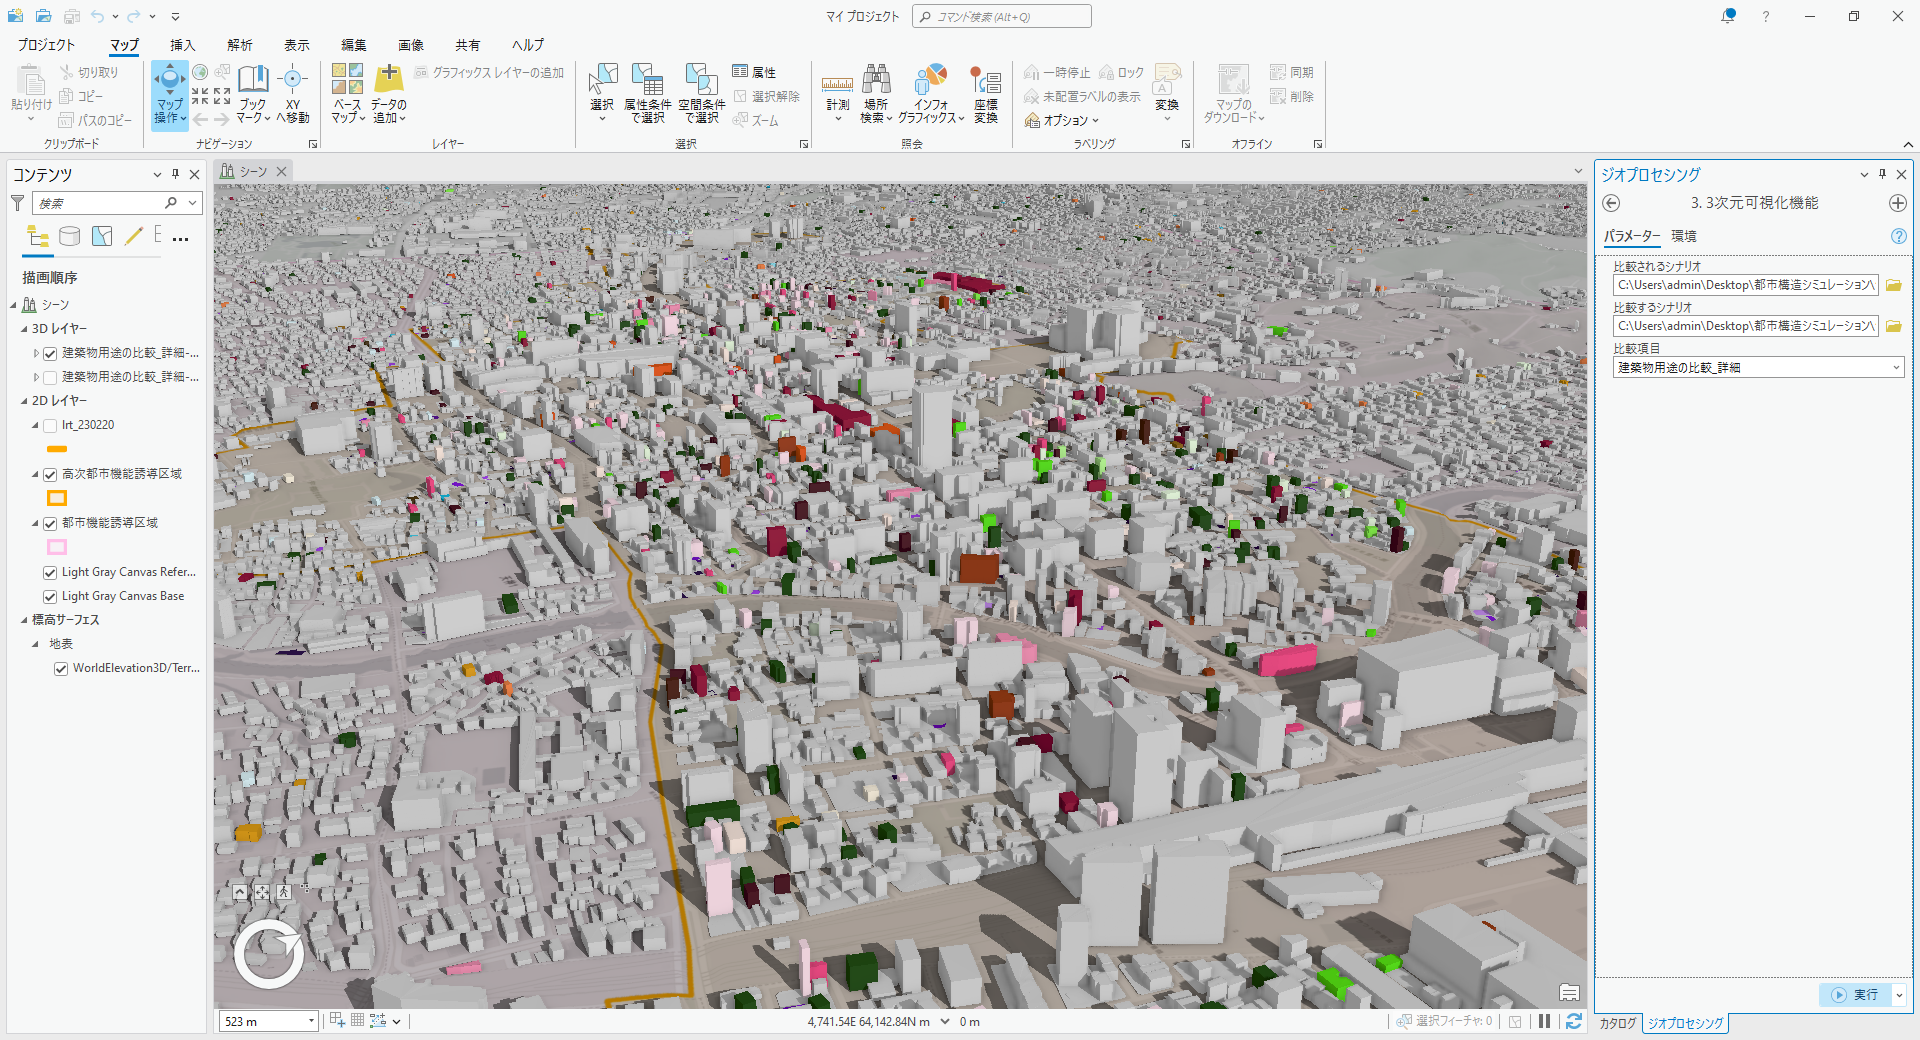 マイ プロジェクト
コマンド検索 (Alt+Q)
プロジェクト マップ 挿入 解析 表示 編集 画像 共有 ヘルプ
貼り付け
切り取り
コピー
パスのコピー
クリップボード
マップ操作
ブックマーク
XY へ移動
ナビゲーション
ベースマップ
データの追加
グラフィックス レイヤーの追加
レイヤー
選択
属性条件で選択
空間条件で選択
属性
選択解除
ズーム
選択
計測
場所検索
インフォグラフィックス
座標変換
照会
一時停止
ロック
未配置ラベルの表示
オプション
変換
ラベリング
マップのダウンロード
同期
削除
オフライン
コンテンツ
検索
描画順序
シーン
3D レイヤー
建築物用途の比較_詳細-...
建築物用途の比較_詳細-...
2D レイヤー
lrt_230220
高次都市機能誘導区域
都市機能誘導区域
Light Gray Canvas Refer...
Light Gray Canvas Base
標高サーフェス
地表
WorldElevation3D/Terr...
シーン
523 m
4,741.54E 64,142.84N m
0 m
選択フィーチャ: 0
ジオプロセシング
3. 3次元可視化機能
パラメーター 環境
比較されるシナリオ
C:\Users\admin\Desktop\都市構造シミュレーション\
比較するシナリオ
C:\Users\admin\Desktop\都市構造シミュレーション\
比較項目
建築物用途の比較_詳細
実行
カタログ ジオプロセシング